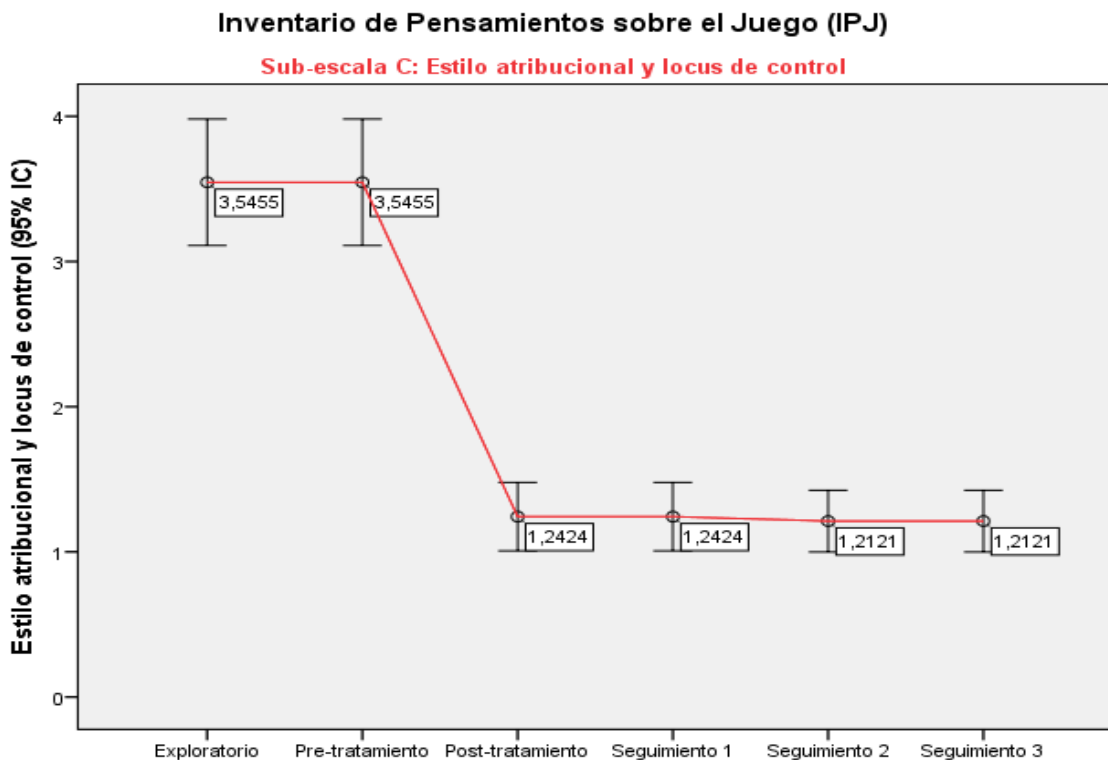 Inventario de Pensamientos sobre el Juego (IPJ)
Sub-escala C: Estilo atribucional y locus de control
Estilo atribucional y locus de control (95% IC)
4
3
2
1
0
3,5455
3,5455
1,2424
1,2424
1,2121
1,2121
Exploratorio
Pre-tratamiento
Post-tratamiento
Seguimiento 1
Seguimiento 2
Seguimiento 3